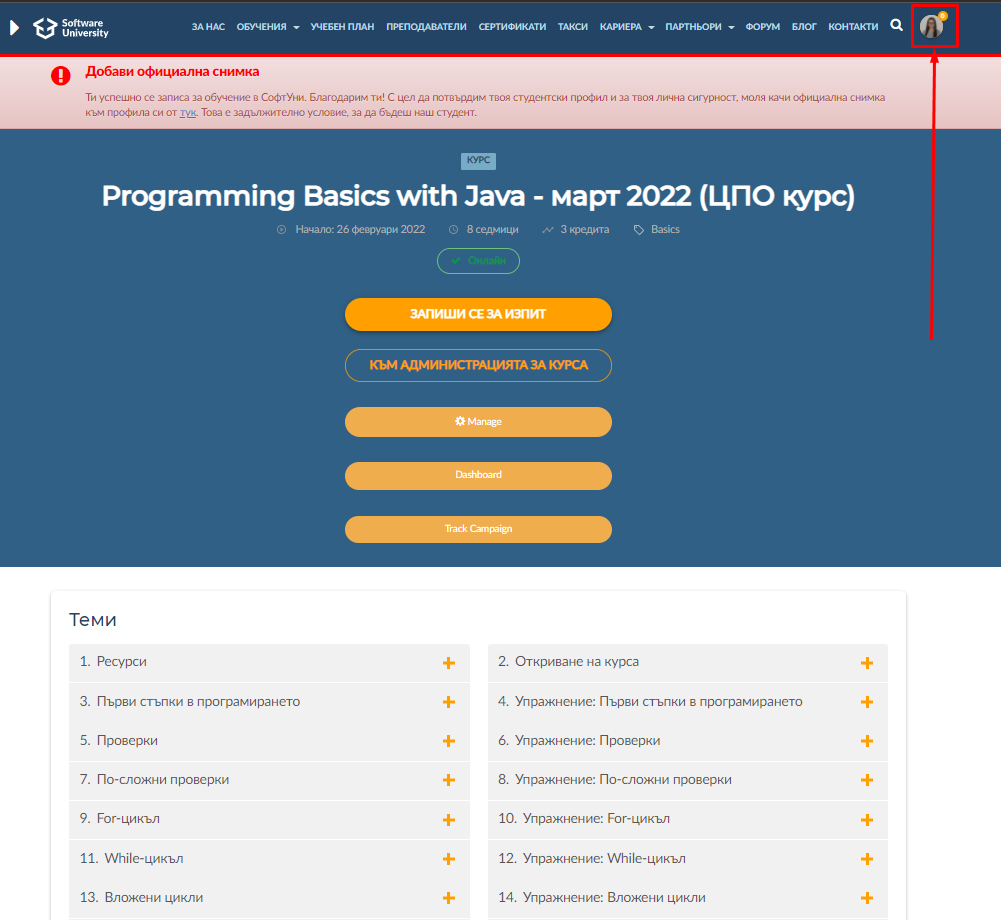 Software
University
ЗА НАС ОБУЧЕНИЯ УЧЕБЕН ПЛАН ПРЕПОДАВАТЕЛИ СЕРТИФИКАТИ ТАКСИ КАРИЕРА ПАРТНЬОРИ ФОРУМ БЛОГ КОНТАКТИ 0
Добави официална снимка
Ти успешно се записа за обучение в СофтУни. Благодарим ти! С цел да потвърдим твоя студентски профил и за твоя лична сигурност, моля качи официална снимка
към профила си от тук. Това е задължително условие, за да бъдеш наш студент.
КУРС
Programming Basics with Java - март 2022 (ЦПО курс)
Начало: 26 февруари 2022 8 седмици 3 кредита Basics
Онлайн
ЗАПИШИ СЕ ЗА ИЗПИТ
КЪМ АДМИНИСТРАЦИЯТА ЗА КУРСА
Manage
Dashboard
Track Campaign
Теми
1. Ресурси
2. Откриване на курса
3. Първи стъпки в програмирането
4. Упражнение: Първи стъпки в програмирането
5. Проверки
6. Упражнение: Проверки
7. По-сложни проверки
8. Упражнение: По-сложни проверки
9. For-цикъл
10. Упражнение: For-цикъл
11. While-цикъл
12. Упражнение: While-цикъл
13. Вложени цикли
14. Упражнение: Вложени цикли